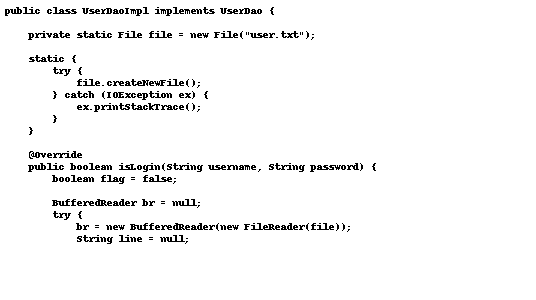 public class UserDaoImpl implements UserDao {
private static File file = new File("user.txt");
static {
try {
file.createNewFile();
} catch (IOException ex) {
ex.printStackTrace();
}
}
@Override
public boolean isLogin(String username, String password) {
boolean flag = false;
BufferedReader br = null;
try {
br = new BufferedReader(new FileReader(file));
String line = null;